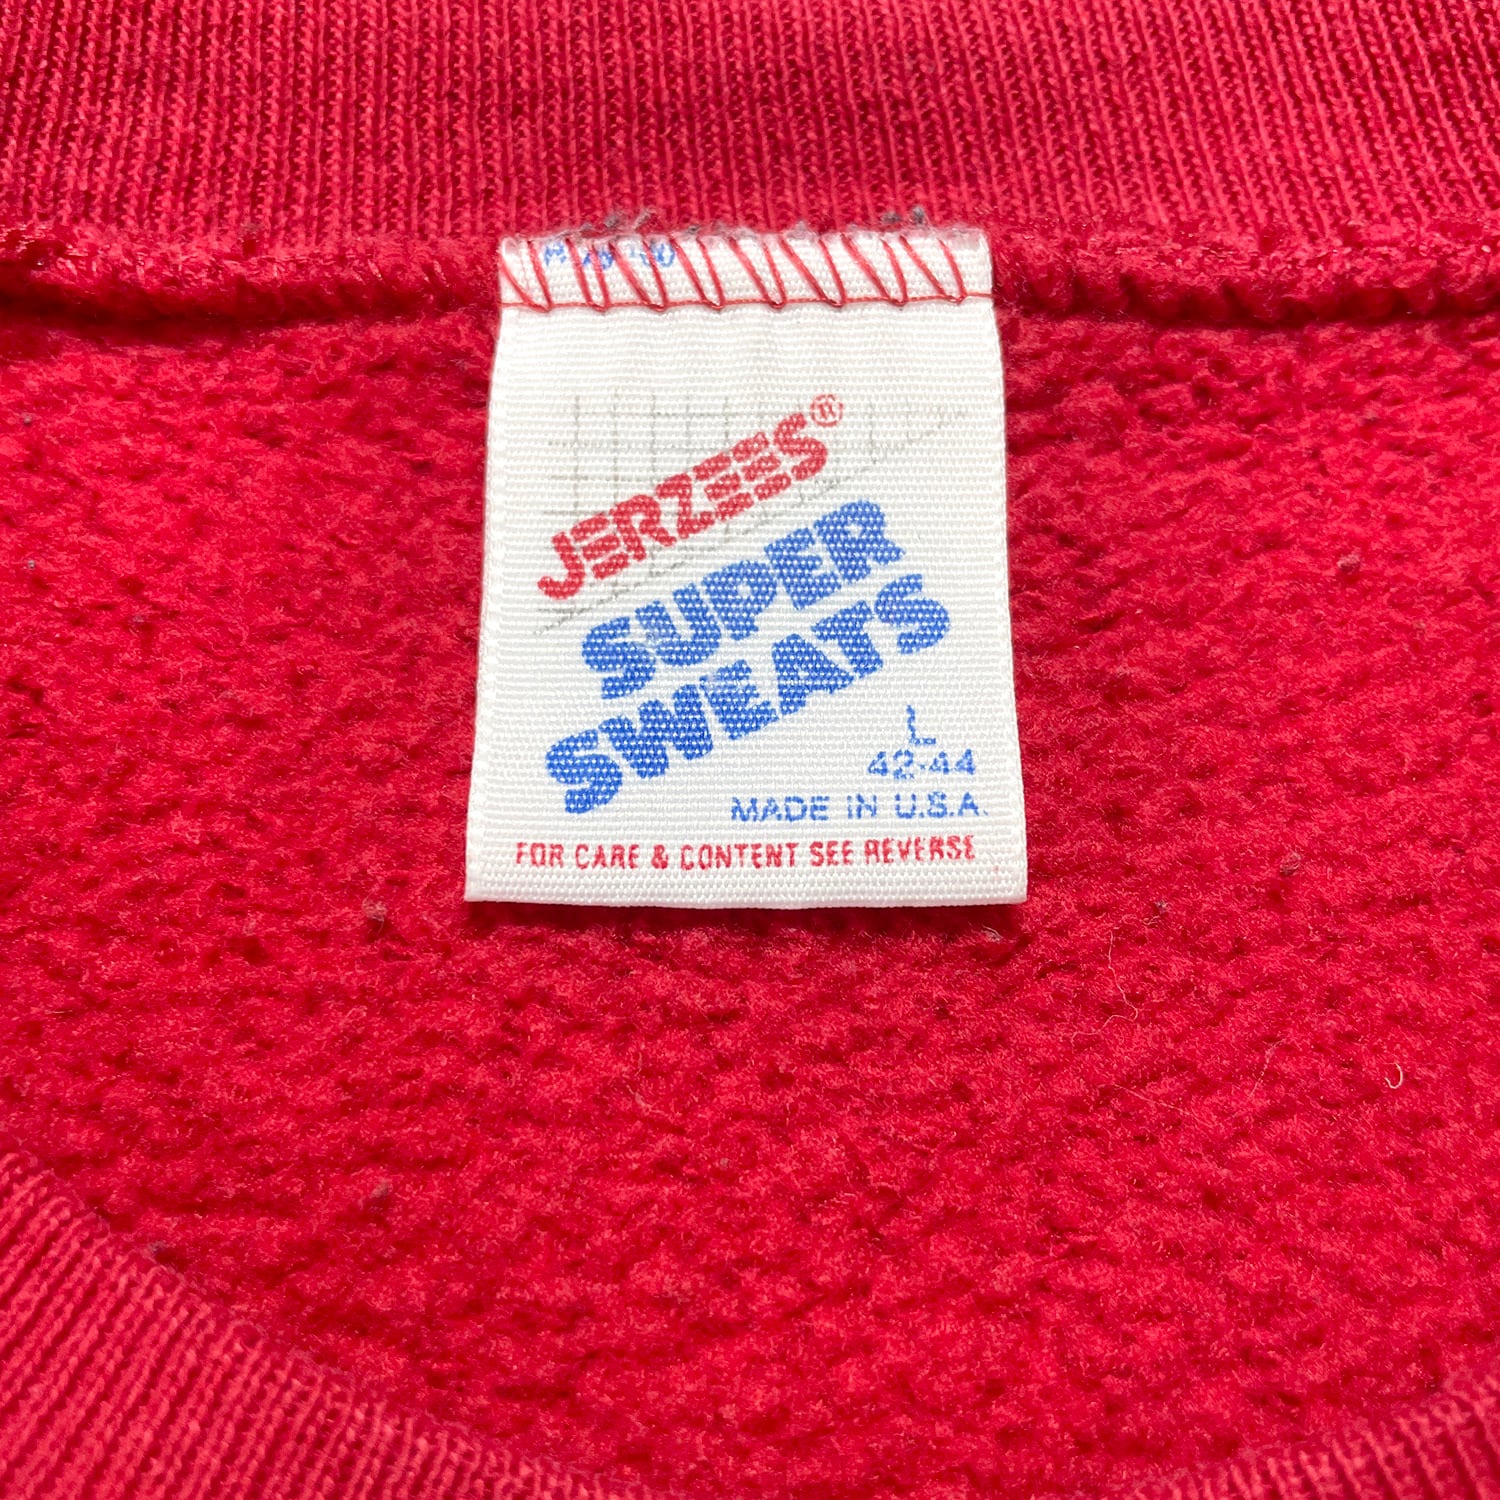 JERZEES®
SUPER
SWEATS
L
42-44
MADE IN U.S.A.
FOR CARE & CONTENT SEE REVERSE